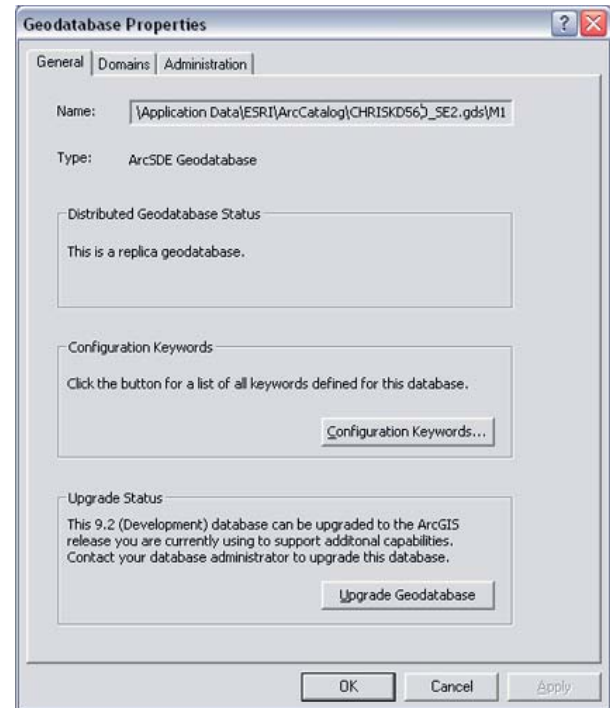 Geodatabase Properties
General Domains Administration
Name: \Application Data\ESRI\ArcCatalog\CHRISKD56J_SE2.gds\M1
Type: ArcSDE Geodatabase
Distributed Geodatabase Status
This is a replica geodatabase.
Configuration Keywords
Click the button for a list of all keywords defined for this database.
Configuration Keywords...
Upgrade Status
This 9.2 (Development) database can be upgraded to the ArcGIS
release you are currently using to support additonal capabilities.
Contact your database administrator to upgrade this database.
Upgrade Geodatabase
OK Cancel Apply